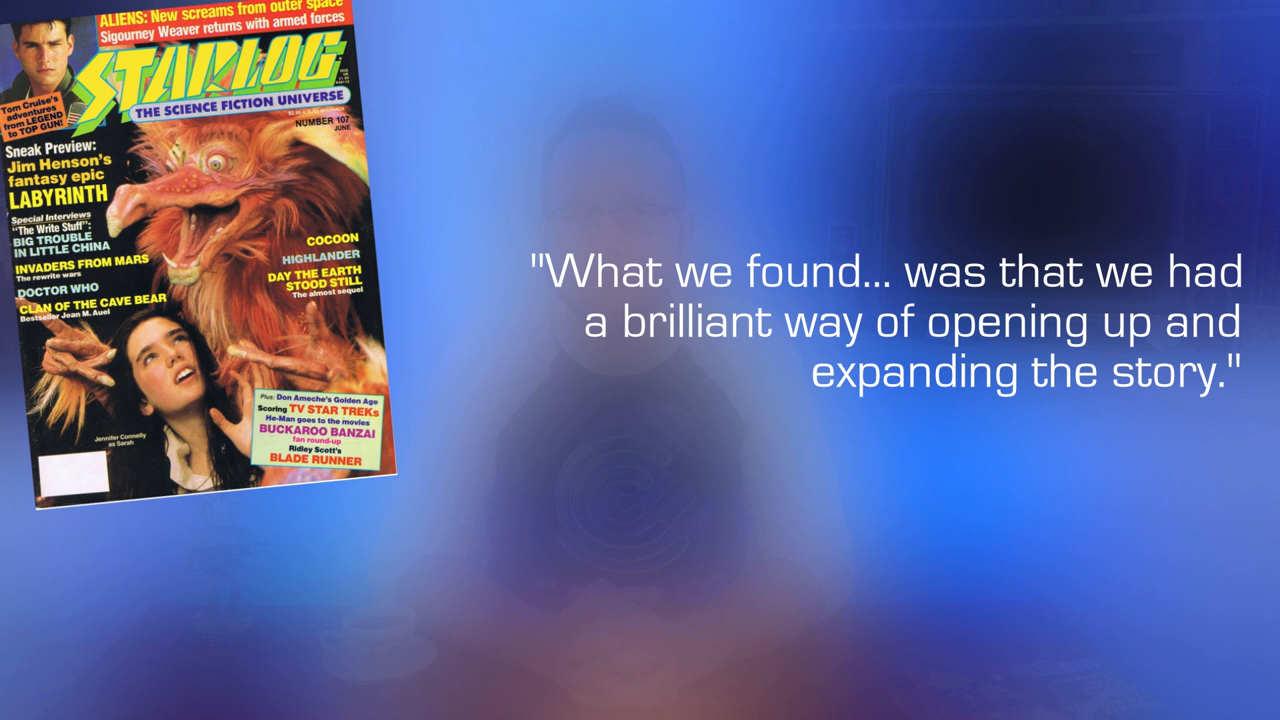 ALIENS: New screams from outer space
Sigourney Weaver returns with armed forces
STARLOG
THE SCIENCE FICTION UNIVERSE
NUMBER 107
JUNE
Tom Cruise's
adventures
from LEGEND
to TOP GUN!
Sneak Preview:
Jim Henson's
fantasy epic
LABYRINTH
Special Interviews
"The Write Stuff":
BIG TROUBLE
IN LITTLE CHINA
INVADERS FROM MARS
The rewrite wars
DOCTOR WHO
CLAN OF THE CAVE BEAR
Bestseller Jean M. Auel
COCOON
HIGHLANDER
DAY THE EARTH
STOOD STILL
The almost sequel
Jennifer Connelly
as Sarah
Plus: Don Ameche's Golden Age
Scoring TV STAR TREKs
He-Man goes to the movies
BUCKAROO BANZAI
fan round-up
Ridley Scott's
BLADE RUNNER
"What we found... was that we had
a brilliant way of opening up and
expanding the story."